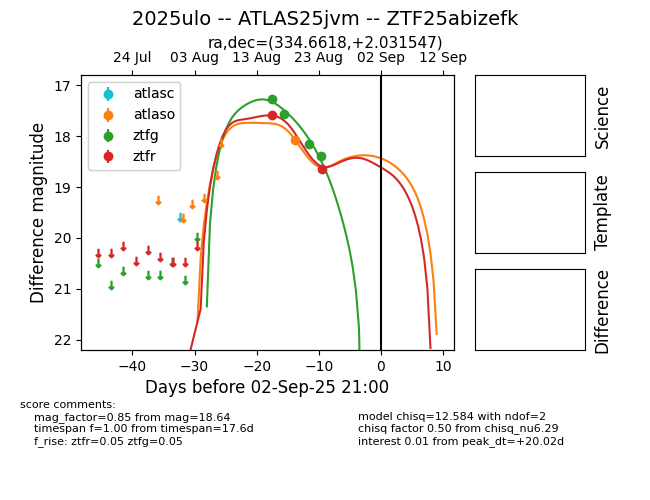 2025ulo -- ATLAS25jvm -- ZTF25abizefk
ra,dec=(334.6618,+2.031547)
24 Jul 03 Aug 13 Aug 23 Aug 02 Sep 12 Sep
17
18
19
20
21
22
Difference magnitude
atlasc
atlaso
ztfg
ztfr
−40 −30 −20 −10 0 10
Days before 02-Sep-25 21:00
Science
Template
Difference
score comments:
mag_factor=0.85 from mag=18.64
timespan f=1.00 from timespan=17.6d
f_rise: ztfr=0.05 ztfg=0.05
model chisq=12.584 with ndof=2
chisq factor 0.50 from chisq_nu6.29
interest 0.01 from peak_dt=+20.02d